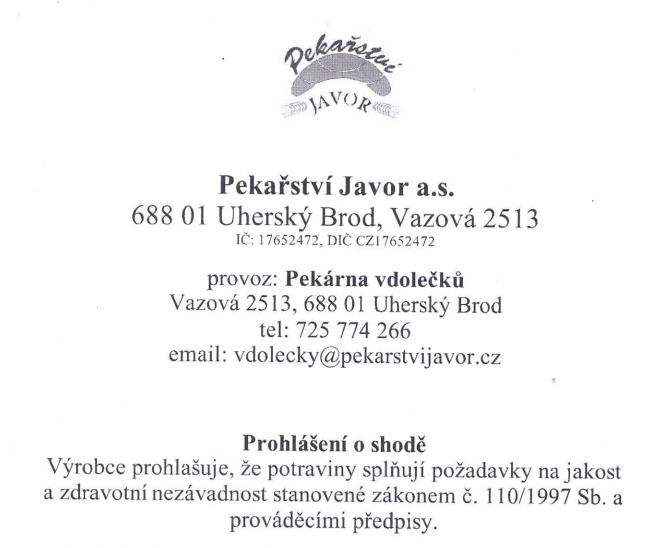 Pekařství
JAVOR
Pekařství Javor a.s.
688 01 Uherský Brod, Vazová 2513
IČ: 17652472, DIČ CZ17652472
provoz: Pekárna vdolečků
Vazová 2513, 688 01 Uherský Brod
tel: 725 774 266
email: vdolecky@pekarstvijavor.cz
Prohlášení o shodě
Výrobce prohlašuje, že potraviny splňují požadavky na jakost
a zdravotní nezávadnost stanovené zákonem č. 110/1997 Sb. a
prováděcími předpisy.